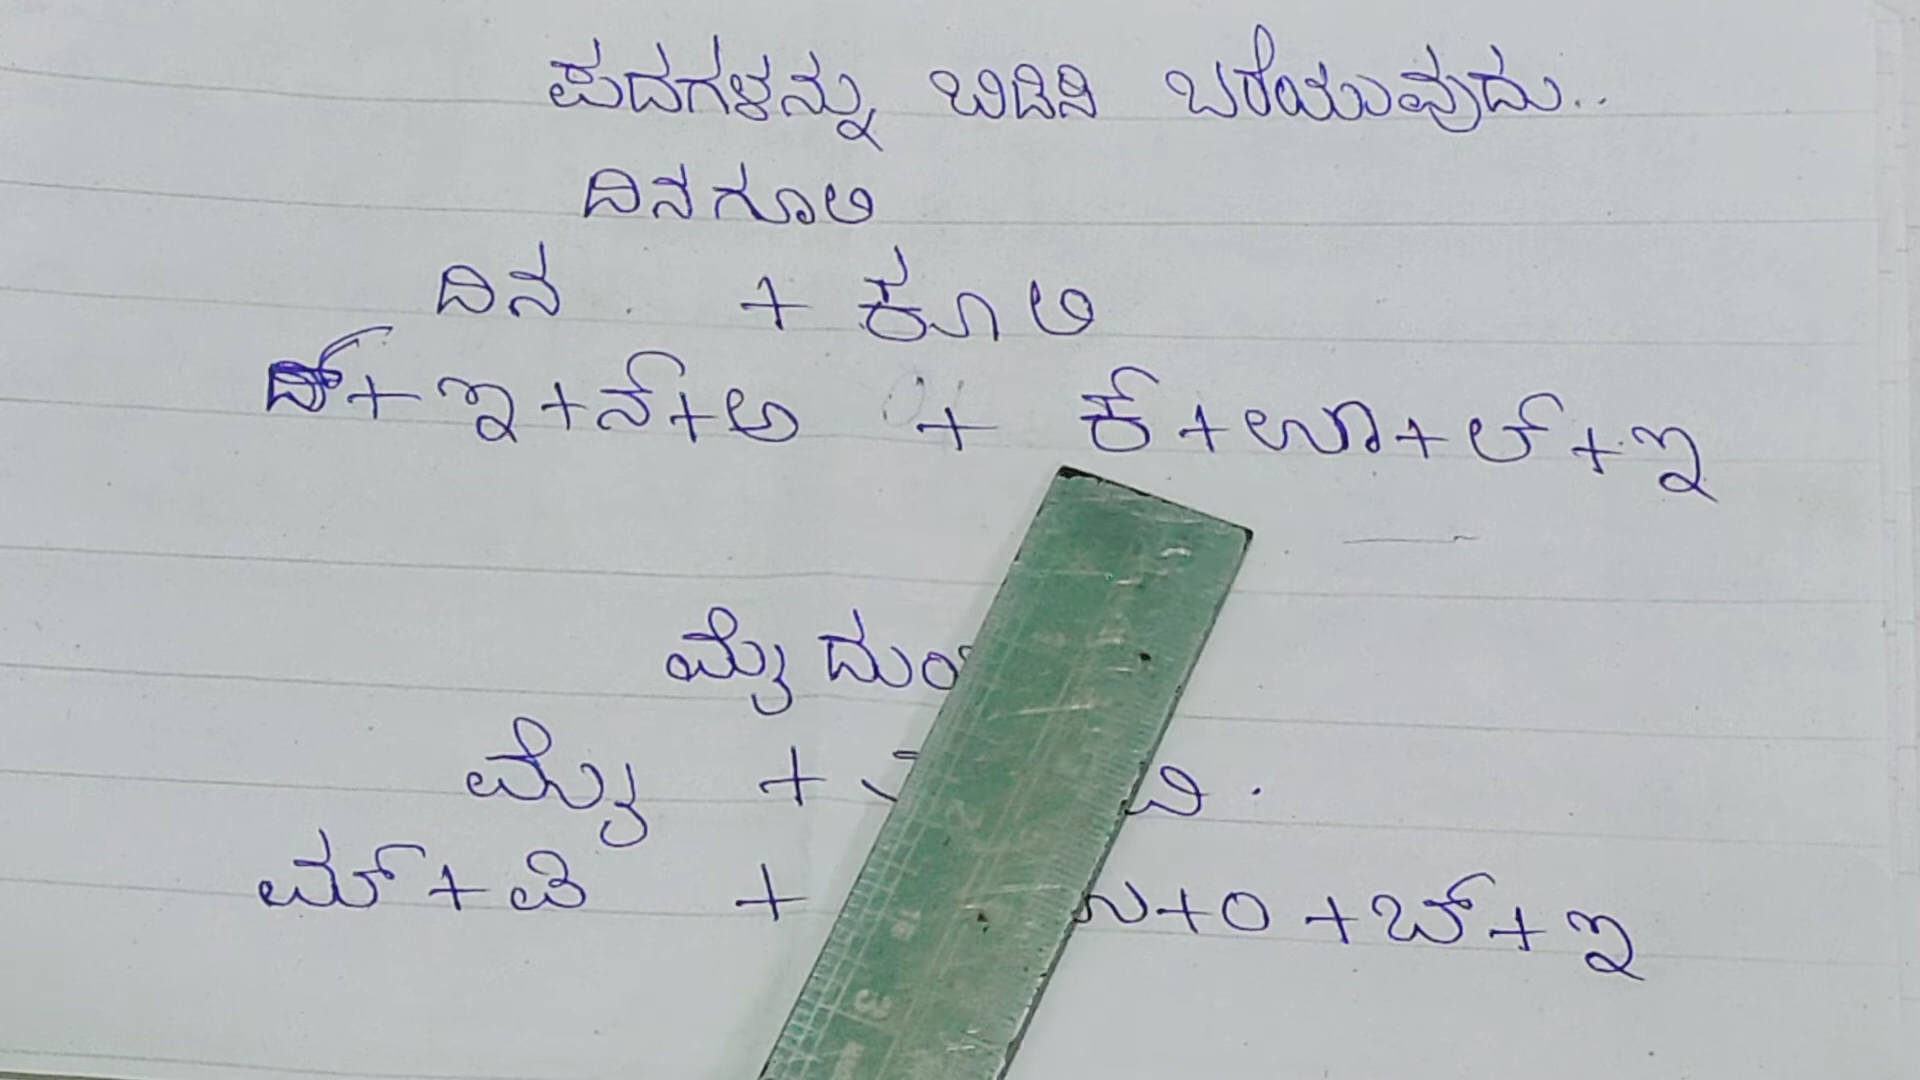 ಪದಗಳನ್ನು ಬಿಡಿಸಿ ಬರೆಯುವುದು..
ದಿನಗೂಲಿ
ದಿನ + ಕೂಲಿ
ದ್+ಇ+ನ್+ಅ + ಕ್+ಊ+ಲ್+ಇ
ಮೈ
ಮೈ +
ಮ್+ಐ + +ಂ+ಬ್+ಇ